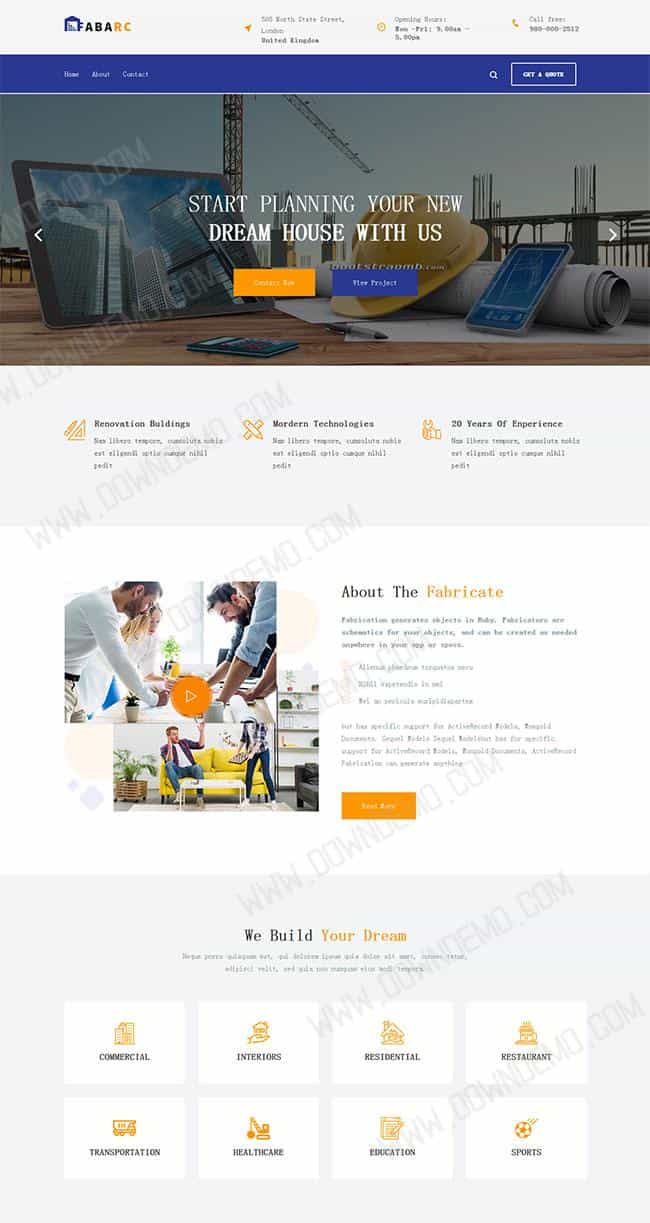 FABARC
505 North State Street,
London
United Kingdom
Opening Hours:
Mon -Fri: 9.00am -
5.00pm
Call free:
980-000-2512
Home About Contact
GET A QUOTE
START PLANNING YOUR NEW
DREAM HOUSE WITH US
bootstrapmb.com
Contact Now
View Project
Renovation Buldings
Nam libero tempore, cumsoluta nobis
est eligendi optio cumque nihil
pedit
Mordern Technologies
Nam libero tempore, cumsoluta nobis
est eligendi optio cumque nihil
pedit
20 Years Of Enperience
Nam libero tempore, cumsoluta nobis
est eligendi optio cumque nihil
pedit
About The Fabricate
Fabrication generates objects in Ruby. Fabricators are
schematics for your objects, and can be created as needed
anywhere in your app or specs.
Alienum phaedrum torquatos
Nihil expetendis in mei
Mei an pericula euripidispartem
but has specific support for ActiveRecord Models, Mongoid
Documents. Sequel Models Sequel Modelsbut has for specific
support for ActiveRecord Models, Mongoid Documents, ActiveRecord
Fabrication can generate anything
Read More
We Build Your Dream
Neque porro quisquam est, qui dolorem ipsum quia dolor sit amet, consectetur,
adipisci velit, sed quia non numquam eius modi tempora.
COMMERCIAL
INTERIORS
RESIDENTIAL
RESTAURANT
TRANSPORTATION
HEALTHCARE
EDUCATION
SPORTS
WWW.DOWNDEMO.COM